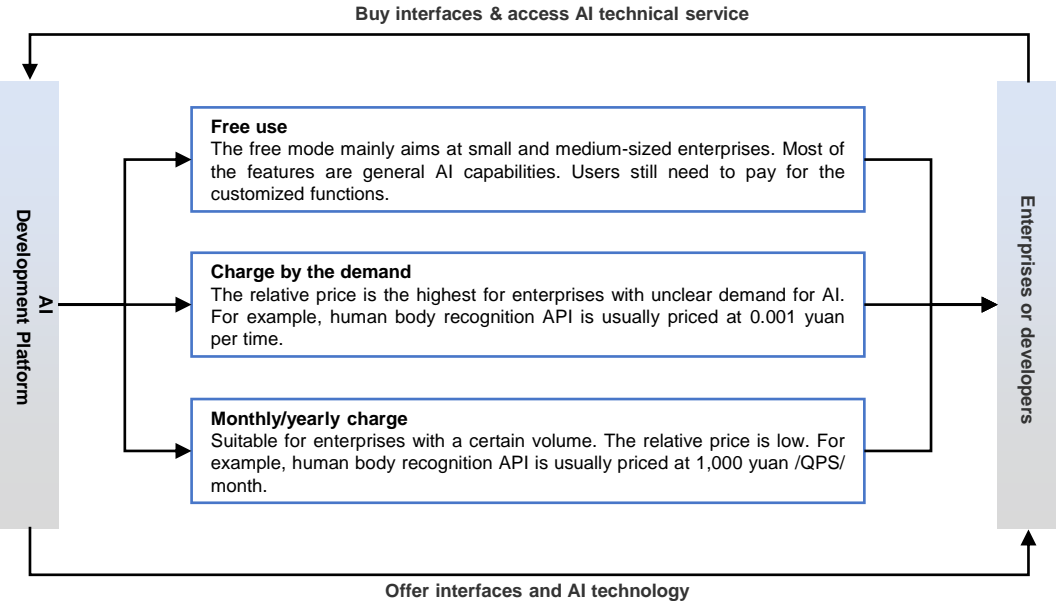 Buy interfaces & access AI technical service
AI
Development Platform
Free use
The free mode mainly aims at small and medium-sized enterprises. Most of
the features are general AI capabilities. Users still need to pay for the
customized functions.
Charge by the demand
The relative price is the highest for enterprises with unclear demand for AI.
For example, human body recognition API is usually priced at 0.001 yuan
per time.
Monthly/yearly charge
Suitable for enterprises with a certain volume. The relative price is low. For
example, human body recognition API is usually priced at 1,000 yuan /QPS/
month.
Enterprises or developers
Offer interfaces and AI technology